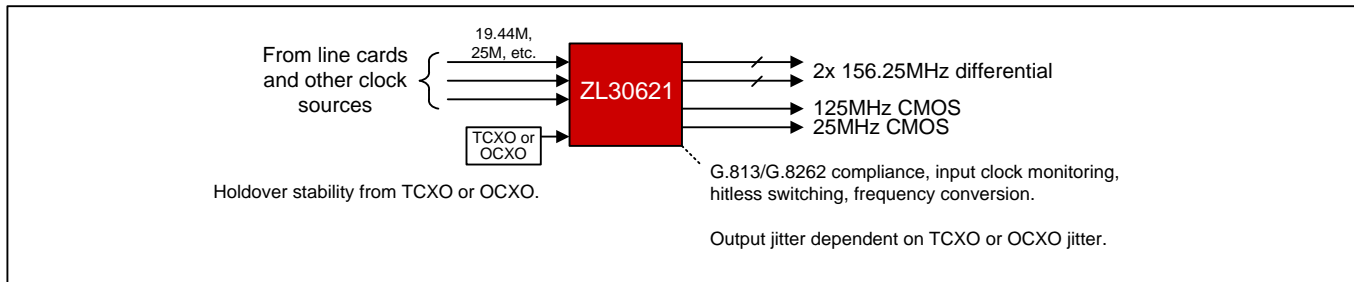 19.44M,
25M, etc.
From line cards
and other clock
sources
ZL30621
2x 156.25MHz differential
125MHz CMOS
25MHz CMOS
TCXO or
OCXO
Holdover stability from TCXO or OCXO.
G.813/G.8262 compliance, input clock monitoring,
hitless switching, frequency conversion.
Output jitter dependent on TCXO or OCXO jitter.